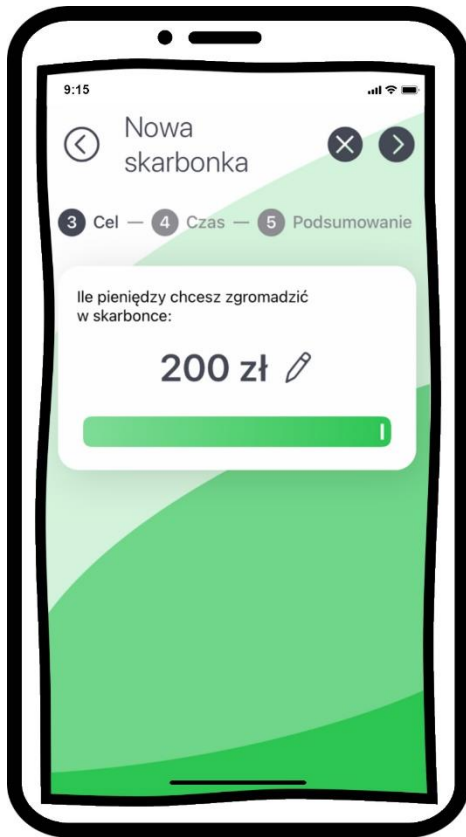 9:15
Nowa
skarbonka
3 Cel — 4 Czas — 5 Podsumowanie
Ile pieniędzy chcesz zgromadzić
w skarbonce:
200 zł